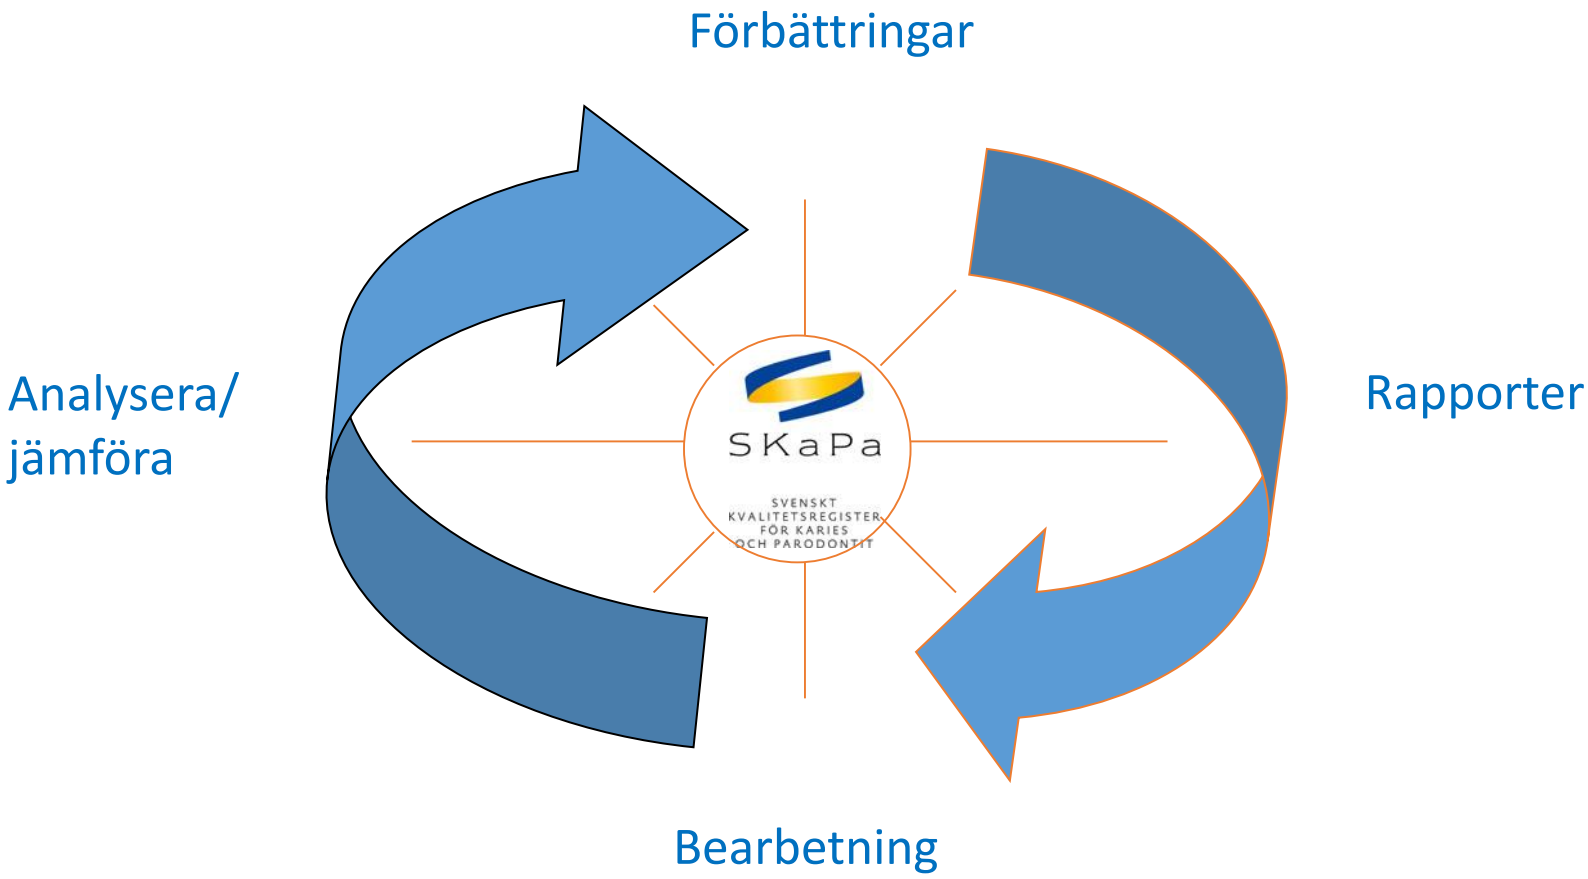 Förbättringar
Analysera/
jämföra
Rapporter
SKaPa
SVENSKT
KVALITETSREGISTER
FÖR KARIES
OCH PARODONTIT
Bearbetning